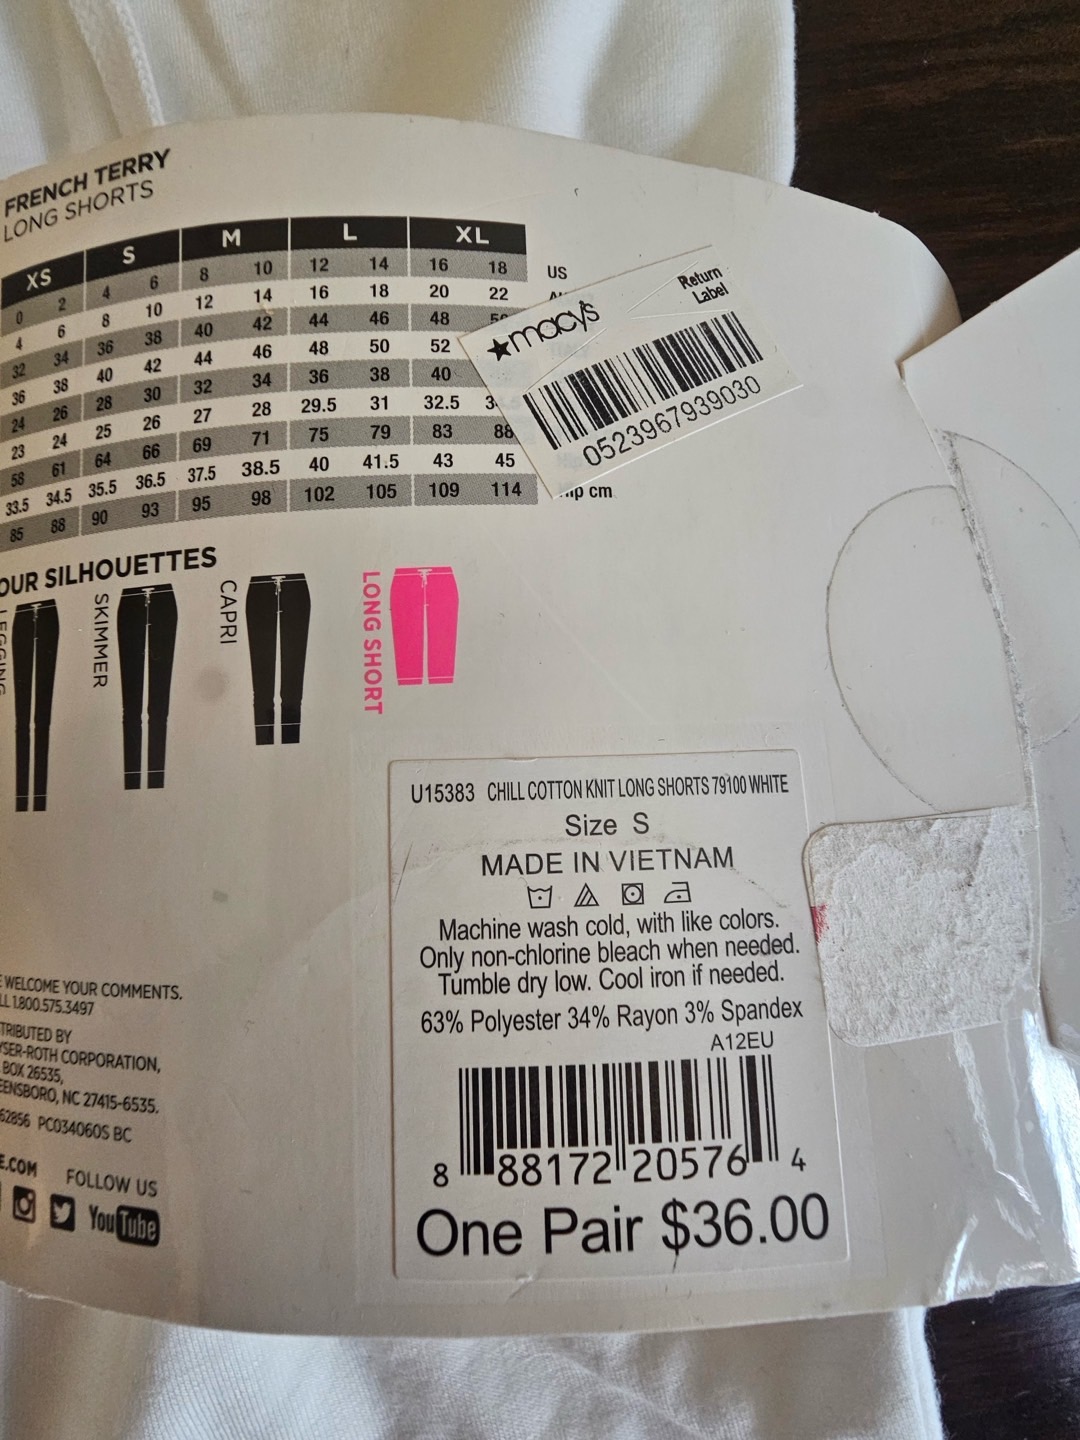 FRENCH TERRY
LONG SHORTS
XS S M L XL
0 2 4 6 8 10 12 14 16 18 US
4 6 8 10 12 14 16 18 20 22
32 34 36 38 40 42 44 46 48
36 38 40 42 44 46 48 50 52
24 26 28 30 32 34 36 38 40
23 24 25 26 27 28 29.5 31 32.5
58 61 64 66 69 71 75 79 83 88
33.5 34.5 35.5 36.5 37.5 38.5 40 41.5 43 45
85 88 90 93 95 98 102 105 109 114 cm
macy's
Return
Label
0523967939030
OUR SILHOUETTES
SKIMMER
CAPRI
LONG SHORT
U15383 CHILL COTTON KNIT LONG SHORTS 79100 WHITE
Size S
MADE IN VIETNAM
Machine wash cold, with like colors.
Only non-chlorine bleach when needed.
Tumble dry low. Cool iron if needed.
63% Polyester 34% Rayon 3% Spandex
A12EU
8 88172 20576 4
One Pair $36.00
WELCOME YOUR COMMENTS.
1.800.575.3497
BY
CORPORATION,
BOX 26535,
NC 27415-6535.
PC034060S BC
.COM
FOLLOW US
YouTube